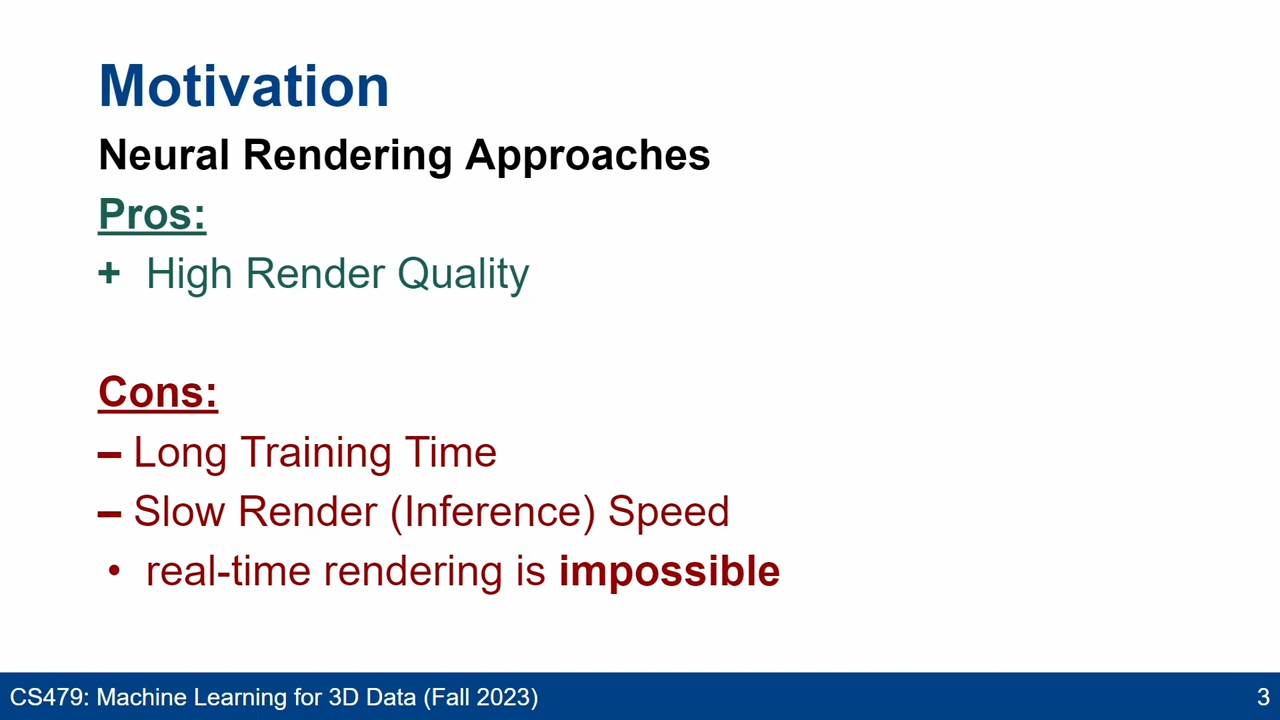 Motivation
Neural Rendering Approaches
Pros:
+ High Render Quality
Cons:
– Long Training Time
– Slow Render (Inference) Speed
• real-time rendering is impossible
CS479: Machine Learning for 3D Data (Fall 2023) 3